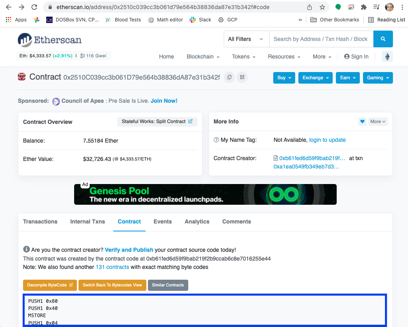 etherscan.io/address/0x2510c039cc3b061d79e564b38836da87e31b342f#code
Apps
DOSBox SVN, CP...
Blood Tests
Math editor
Slack
GCP
Other Bookmarks
Reading List
Etherscan
All Filters
Search by Address / Txn Hash / Block
Eth: $4,333.57 (+2.91%) | 116 Gwei
Home
Blockchain
Tokens
Resources
More
Sign In
Contract 0x2510C039cc3b061D79e564b38836dA87e31b342f
Buy
Exchange
Earn
Gaming
Sponsored: Council of Apes : Pre Sale is Live. Join Now!
Contract Overview
Stateful Works: Split Contract
Balance:
7.55184 Ether
Ether Value:
$32,726.43 (@ $4,333.57/ETH)
More Info
More
My Name Tag:
Not Available, login to update
Contract Creator:
at txn
Ad
Genesis Pool
The new era in decentralized launchpads.
Transactions
Internal Txns
Contract
Events
Analytics
Comments
Are you the contract creator? Verify and Publish your contract source code today!
This contract was created by the contract code at 0xb61fed6d59f9bab219f2b9ccab6c8e7016255e44
Note: We also found another 131 contracts with exact matching byte codes
Decompile ByteCode
Switch Back To Bytecodes View
Similar Contracts
PUSH1 0x80
PUSH1 0x40
MSTORE
PUSH1 0x04